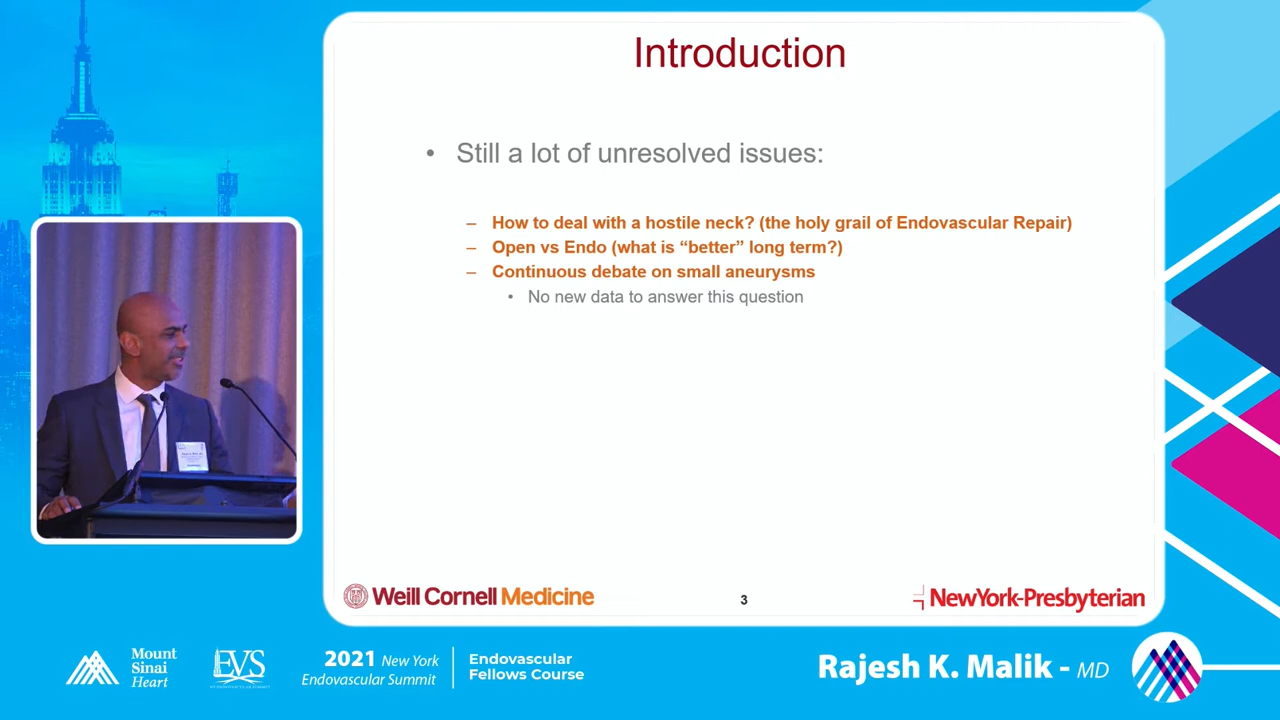 Introduction
• Still a lot of unresolved issues:
– How to deal with a hostile neck? (the holy grail of Endovascular Repair)
– Open vs Endo (what is “better” long term?)
– Continuous debate on small aneurysms
• No new data to answer this question
Weill Cornell Medicine
3
NewYork-Presbyterian
Mount
Sinai
Heart
EVS
2021 New York
Endovascular Summit
Endovascular
Fellows Course
Rajesh K. Malik - MD